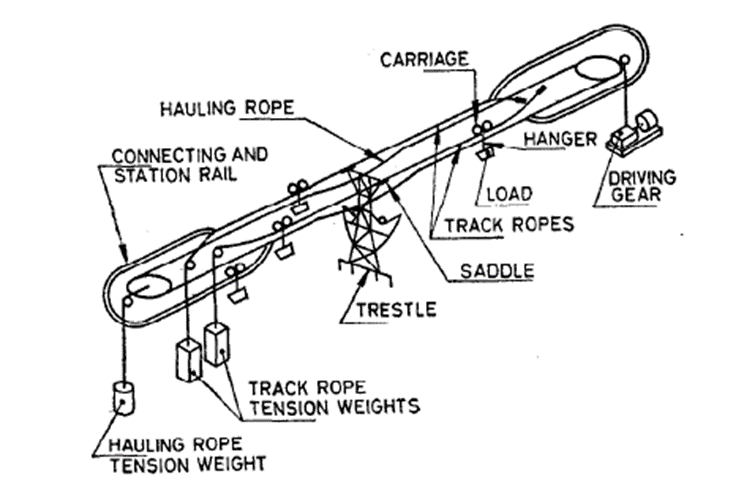 CARRIAGE
HAULING ROPE
CONNECTING AND
STATION RAIL
HANGER
LOAD
DRIVING
GEAR
TRACK ROPES
SADDLE
TRESTLE
TRACK ROPE
TENSION WEIGHTS
HAULING ROPE
TENSION WEIGHT